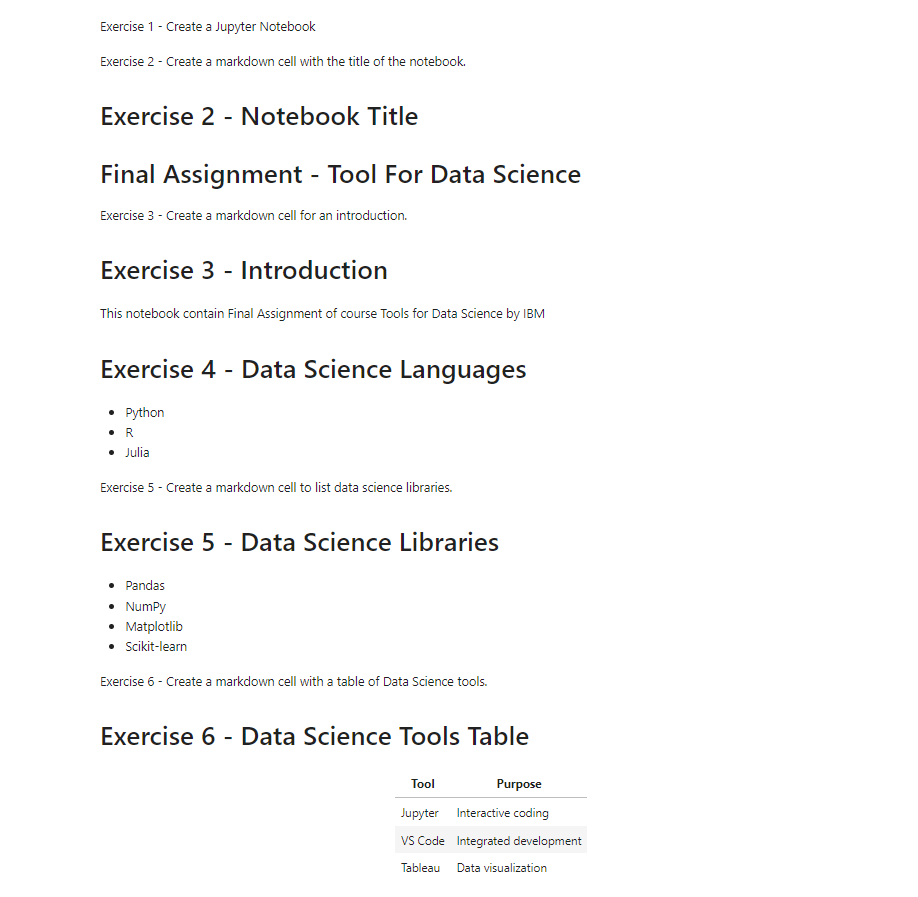 Exercise 1 - Create a Jupyter Notebook
Exercise 2 - Create a markdown cell with the title of the notebook.
Exercise 2 - Notebook Title
Final Assignment - Tool For Data Science
Exercise 3 - Create a markdown cell for an introduction.
Exercise 3 - Introduction
This notebook contain Final Assignment of course Tools for Data Science by IBM
Exercise 4 - Data Science Languages
• Python
• R
• Julia
Exercise 5 - Create a markdown cell to list data science libraries.
Exercise 5 - Data Science Libraries
• Pandas
• NumPy
• Matplotlib
• Scikit-learn
Exercise 6 - Create a markdown cell with a table of Data Science tools.
Exercise 6 - Data Science Tools Table
Tool Purpose
Jupyter Interactive coding
VS Code Integrated development
Tableau Data visualization